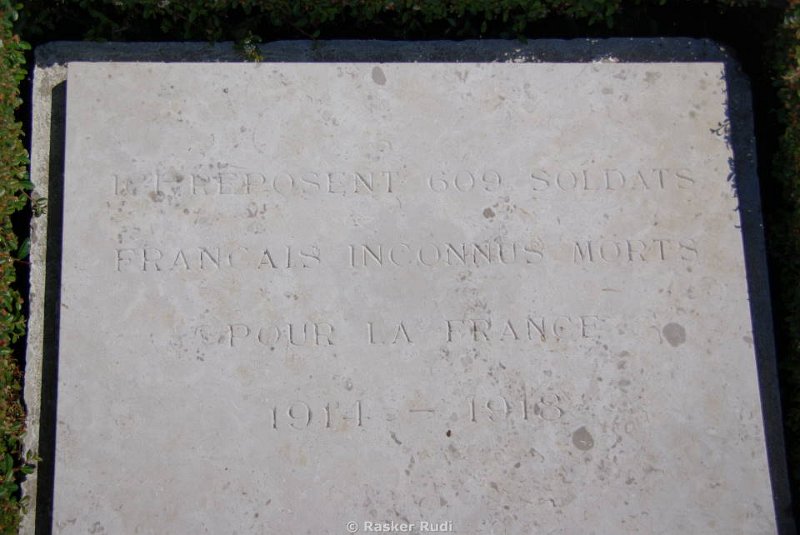 ICI REPOSENT 609 SOLDATS
FRANCAIS INCONNUS MORTS
POUR LA FRANCE
1914 - 1918
© Rasker Rudi